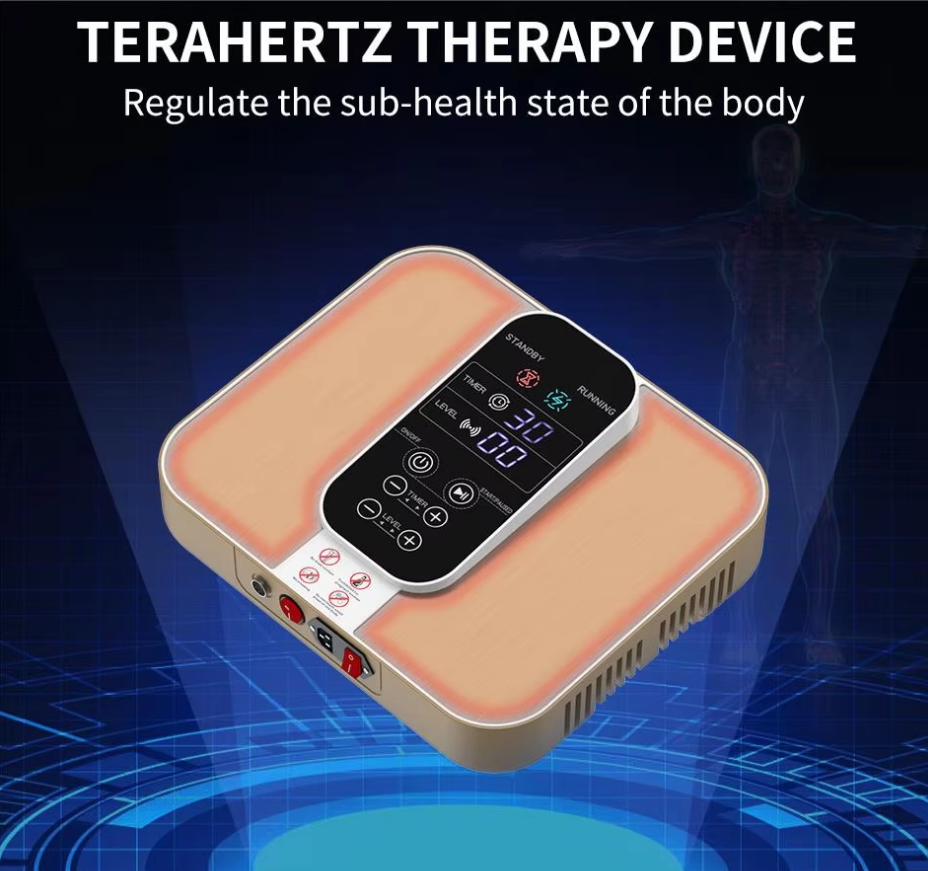 TERAHERTZ THERAPY DEVICE
Regulate the sub-health state of the body
STANDBY
RUNNING
TIMER
30
LEVEL
00
ON/OFF
START/PAUSED
TIMER
LEVEL